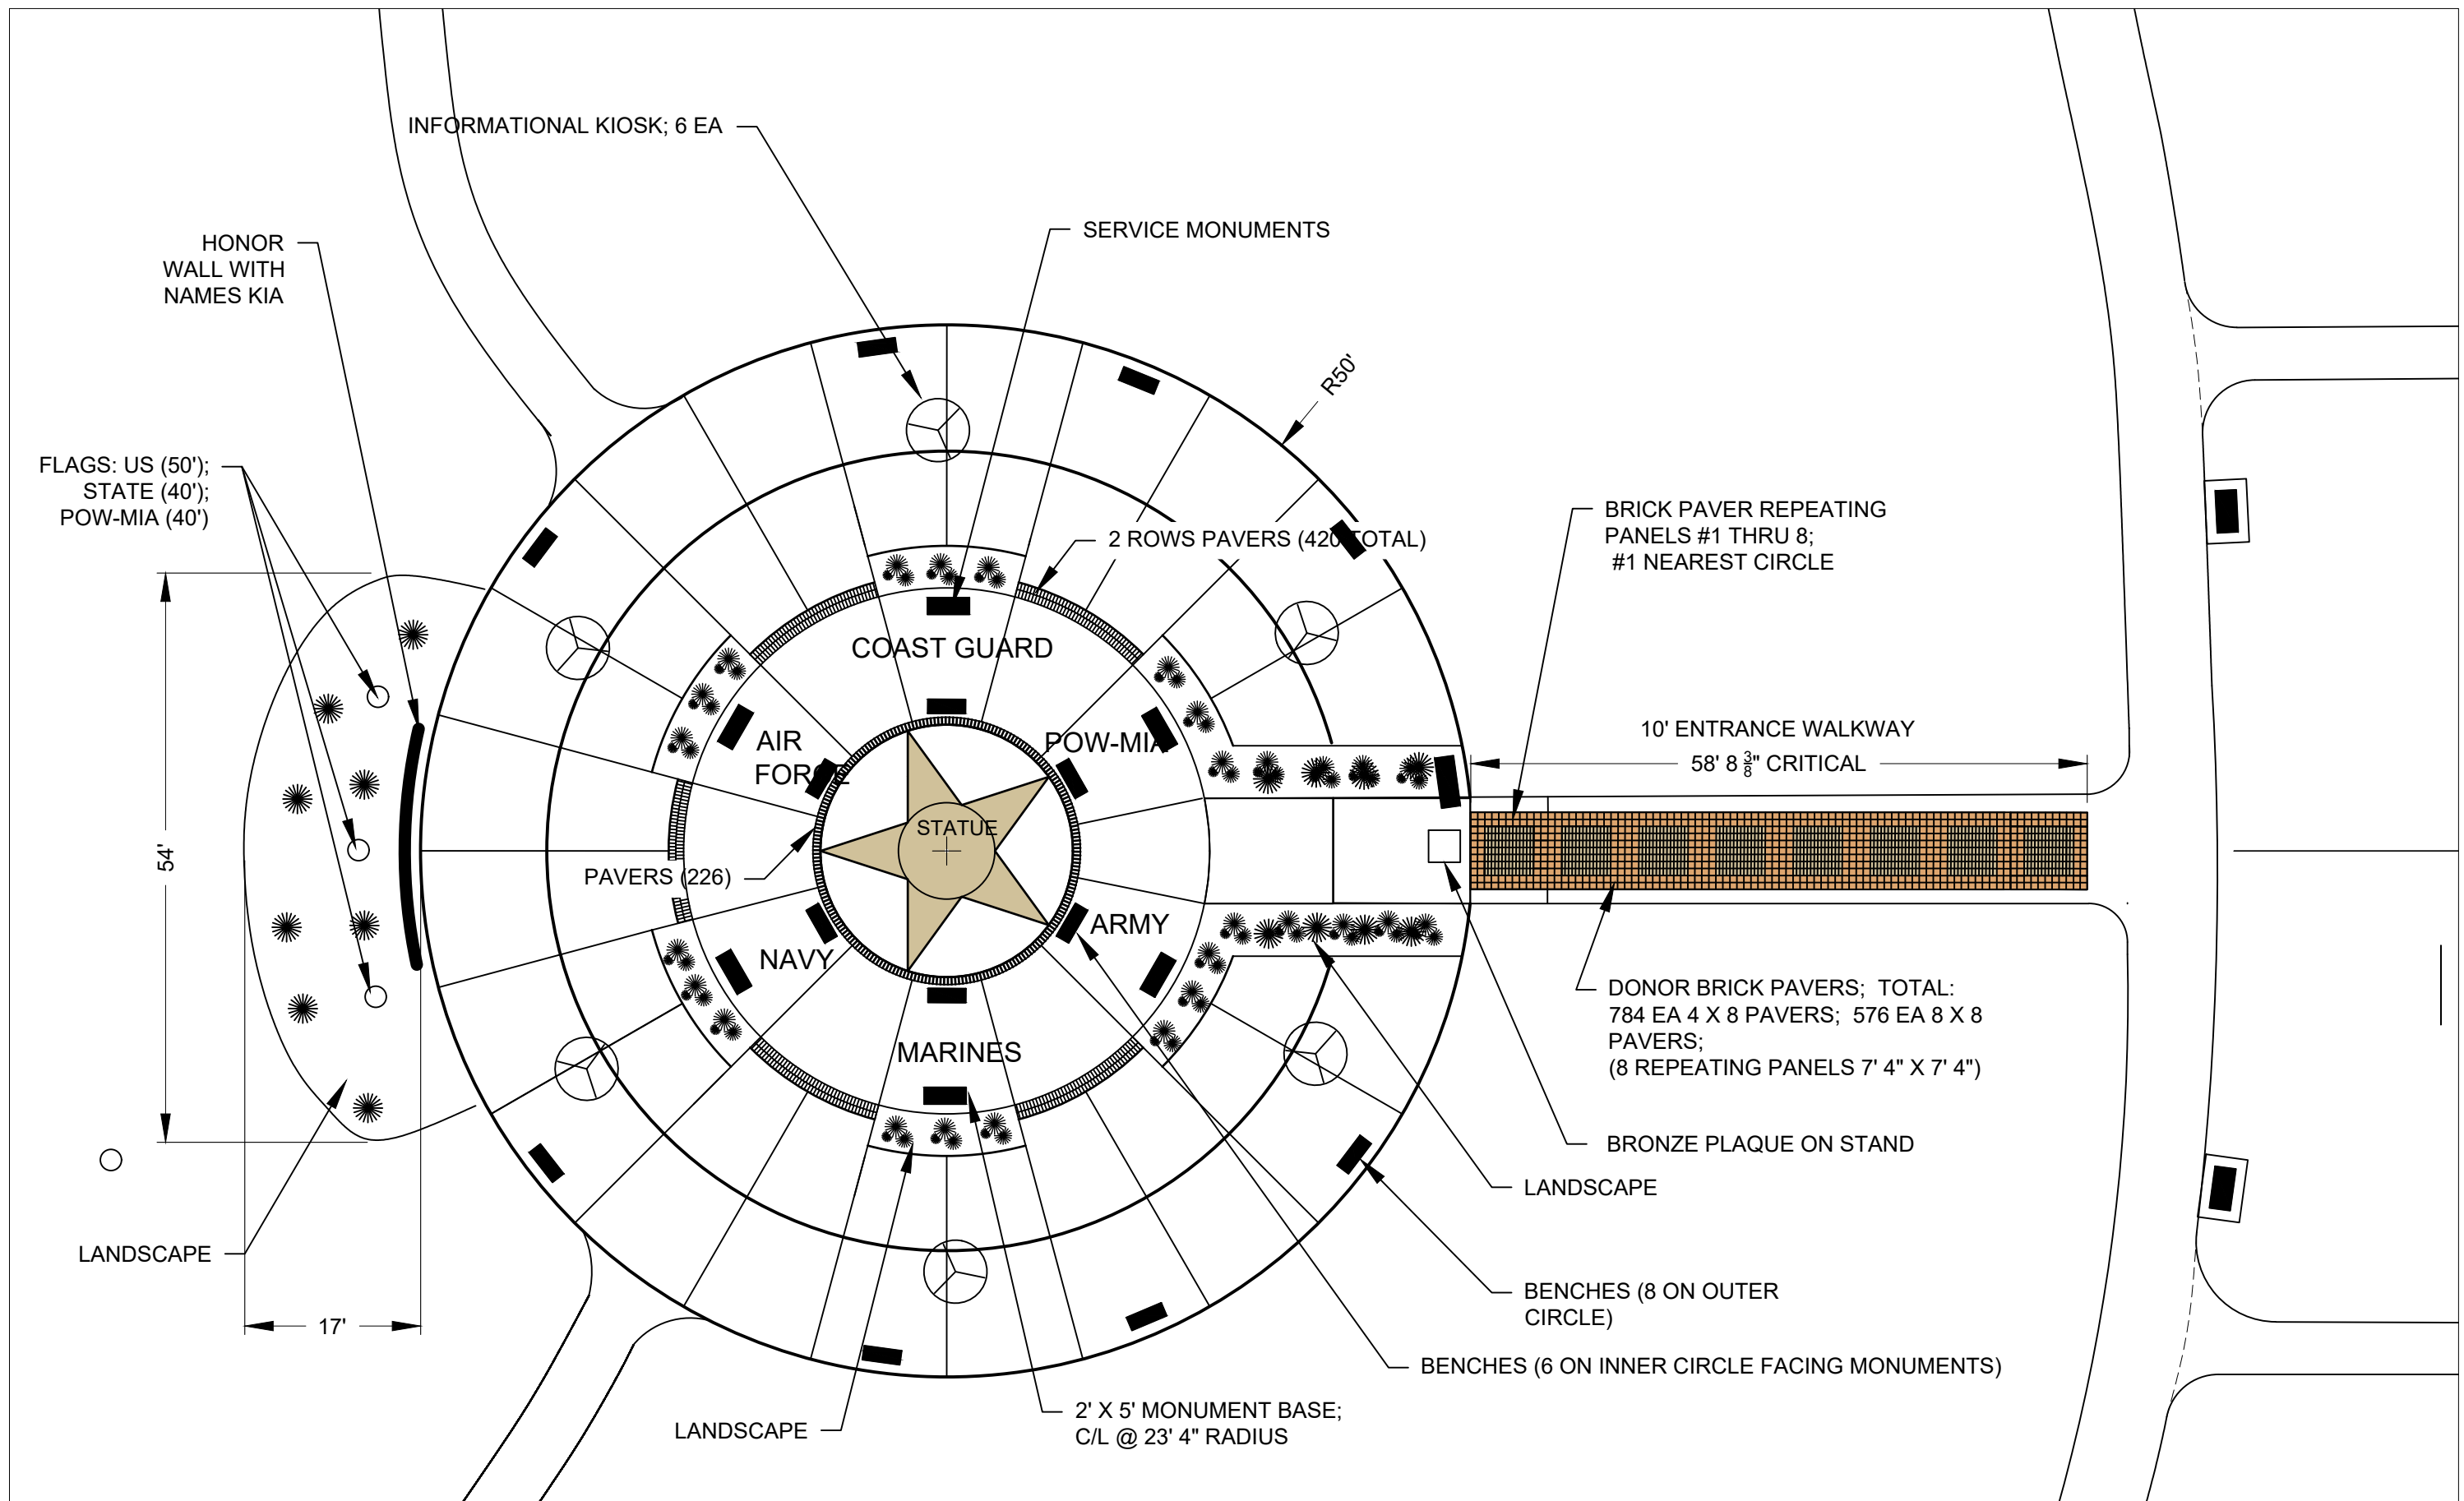 INFORMATIONAL KIOSK; 6 EA
SERVICE MONUMENTS
HONOR
WALL WITH
NAMES KIA
R50'
FLAGS: US (50');
STATE (40');
POW-MIA (40')
2 ROWS PAVERS (420 TOTAL)
BRICK PAVER REPEATING
PANELS #1 THRU 8;
#1 NEAREST CIRCLE
COAST GUARD
AIR
FORCE
POW-MIA
10' ENTRANCE WALKWAY
58' 8 3/8" CRITICAL
STATUE
54'
PAVERS (226)
ARMY
NAVY
MARINES
DONOR BRICK PAVERS; TOTAL:
784 EA 4 X 8 PAVERS; 576 EA 8 X 8
PAVERS;
(8 REPEATING PANELS 7' 4" X 7' 4")
BRONZE PLAQUE ON STAND
LANDSCAPE
LANDSCAPE
17'
BENCHES (8 ON OUTER
CIRCLE)
BENCHES (6 ON INNER CIRCLE FACING MONUMENTS)
2' X 5' MONUMENT BASE;
C/L @ 23' 4" RADIUS
LANDSCAPE